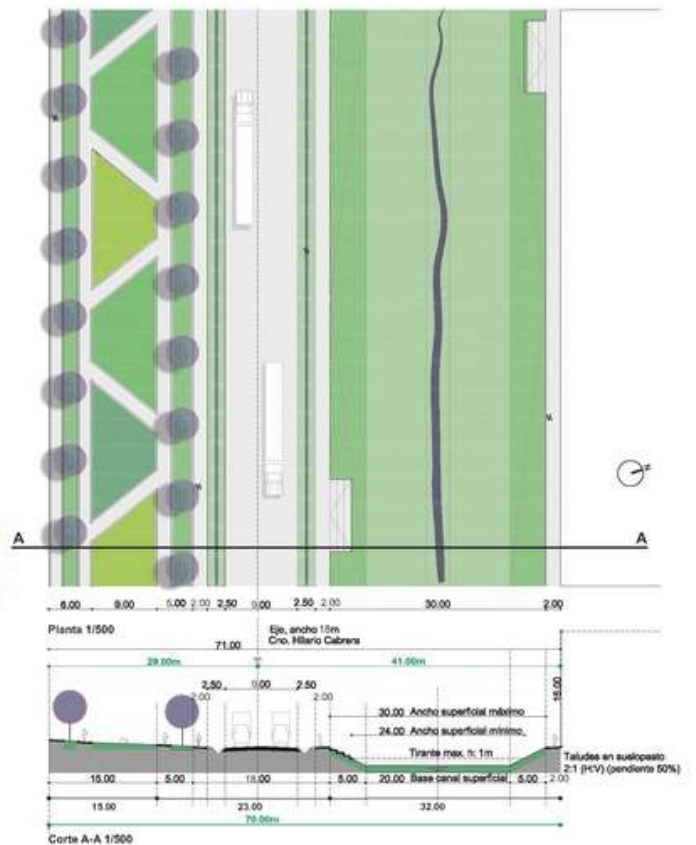 A A
6.00 9.00 5.00 2.00 2.50 9.00 2.50 2.00 30.00 2.00
Planta 1/500
Eje, ancho 18m
Cno. Hilario Cabrera
71.00
41.00m
2.50 9.00 2.50
2.00 2.00
16.00
30.00 Ancho superficial máximo
24.00 Ancho superficial mínimo
Tirante max. h: 1m
Taludes en suelopasto
2:1 (H:V) (pendiente 50%)
15.00 5.00 18.00 5.00 20.00 Base canal superficial 5.00 2.00
15.00 23.00 32.00
70.00m
Corte A-A 1/500